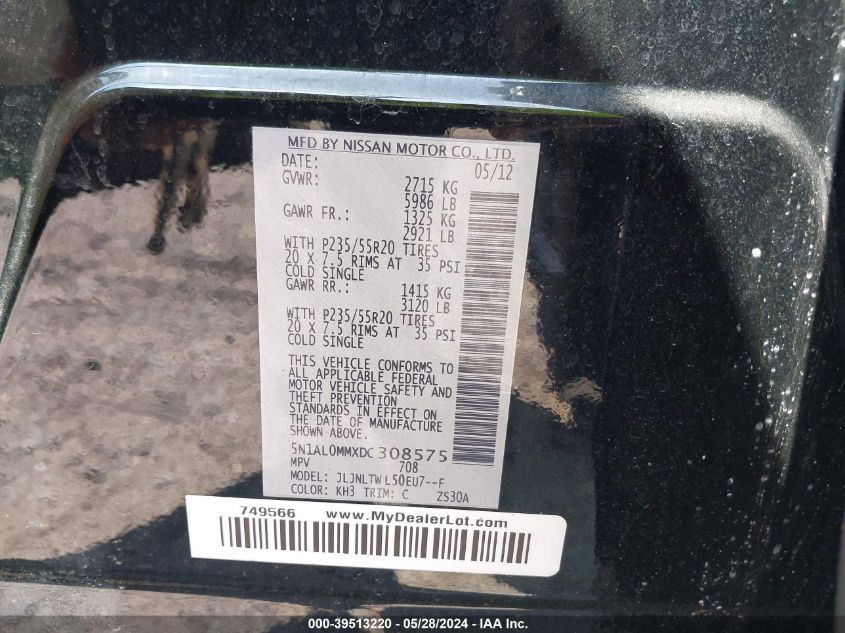 MFD BY NISSAN MOTOR CO., LTD.
DATE: 05/12
GVWR: 2715 KG
5986 LB
GAWR FR.: 1325 KG
2921 LB
WITH P235/55R20 TIRES
20 X 7.5 RIMS AT 35 PSI
COLD SINGLE
GAWR RR.: 1415 KG
3120 LB
WITH P235/55R20 TIRES
20 X 7.5 RIMS AT 35 PSI
COLD SINGLE
THIS VEHICLE CONFORMS TO
ALL APPLICABLE FEDERAL
MOTOR VEHICLE SAFETY AND
THEFT PREVENTION
STANDARDS IN EFFECT ON
THE DATE OF MANUFACTURE
SHOWN ABOVE.
5N1AL0MMXDC308575
MPV 708
MODEL: JLJNLTWL50EU7--F
COLOR: KH3 TRIM: C ZS30A
749566 www.MyDealerLot.com
000-39513220 - 05/28/2024 - IAA Inc.